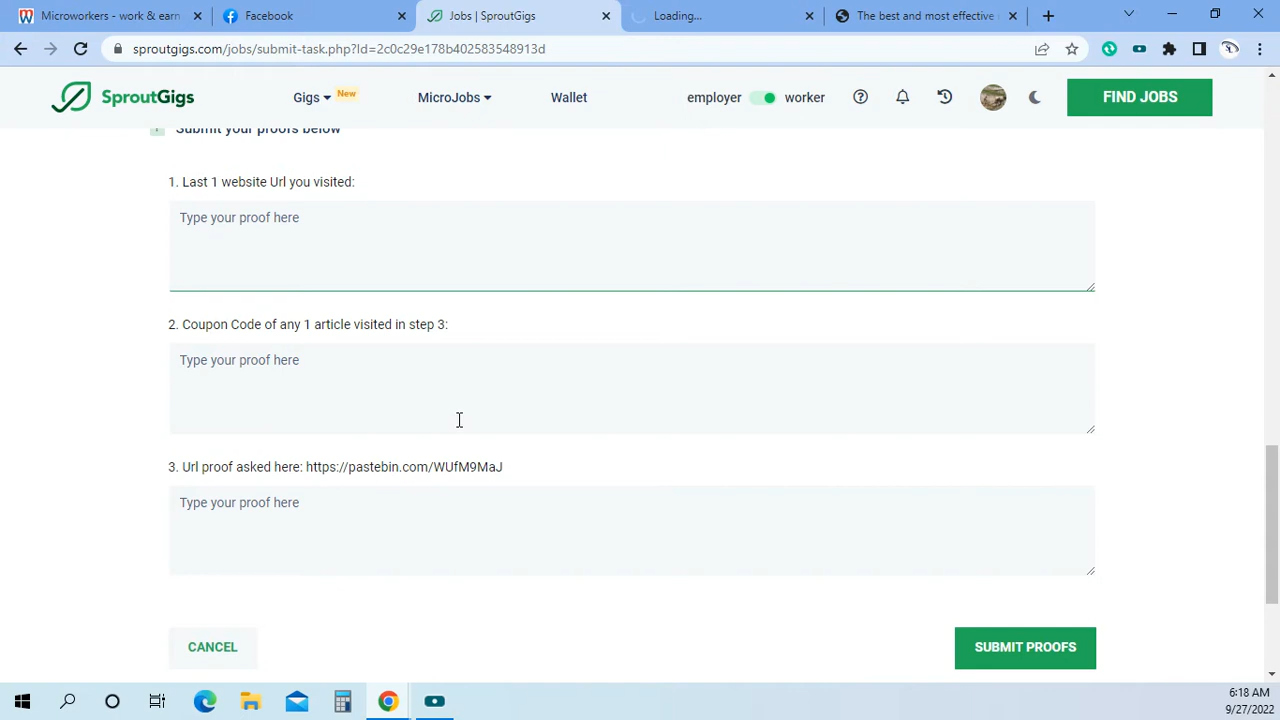 Microworkers - work & earn
Facebook
Jobs | SproutGigs
Loading...
The best and most effective
sproutgigs.com/jobs/submit-task.php?Id=2c0c29e178b402583548913d
SproutGigs
Gigs
New
MicroJobs
Wallet
employer
worker
FIND JOBS
Submit your proofs below
1. Last 1 website Url you visited:
Type your proof here
2. Coupon Code of any 1 article visited in step 3:
Type your proof here
3. Url proof asked here: https://pastebin.com/WUfM9MaJ
Type your proof here
CANCEL
SUBMIT PROOFS
6:18 AM
9/27/2022